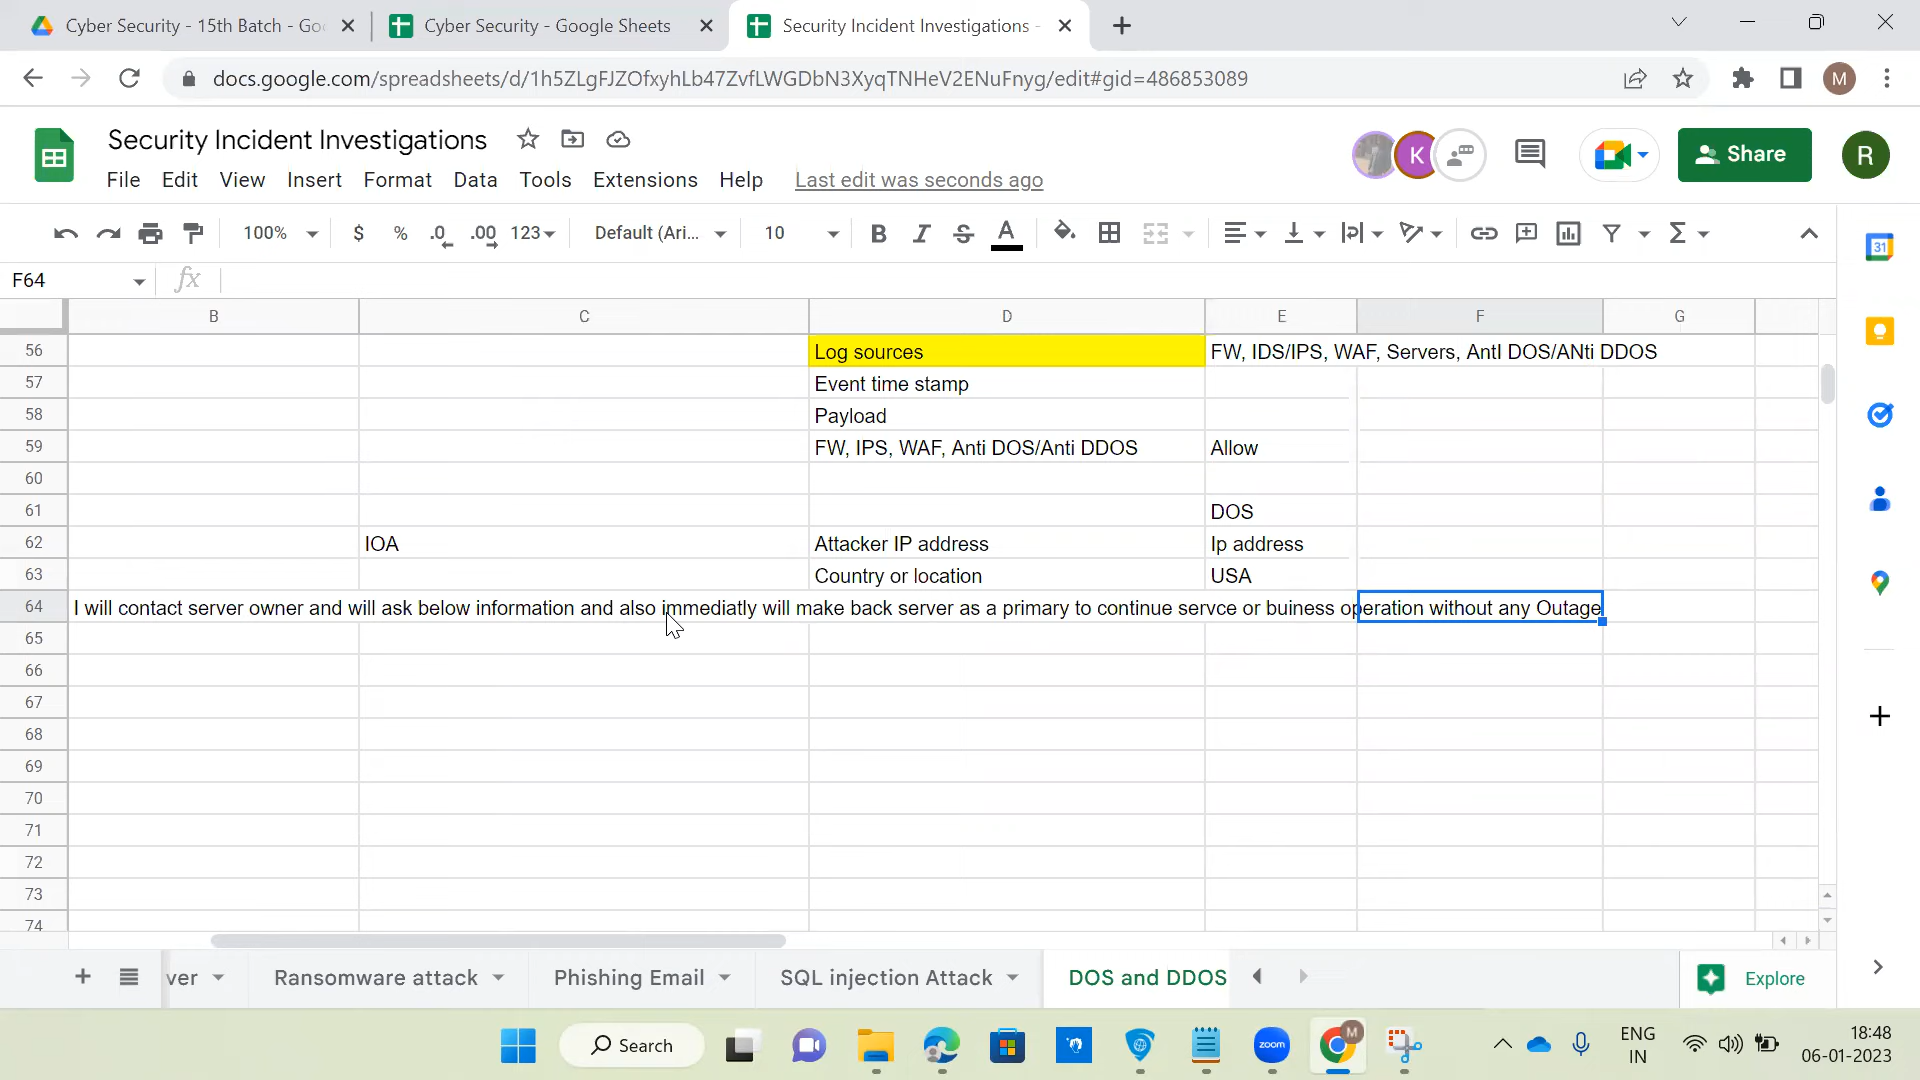 Cyber Security - 15th Batch - Go
Cyber Security - Google Sheets
Security Incident Investigations -
docs.google.com/spreadsheets/d/1h5ZLgFJZOfxyhLb47ZvfLWGDbN3XyqTNHeV2ENuFnyg/edit#gid=486853089
M
Security Incident Investigations
K
Share
R
File Edit View Insert Format Data Tools Extensions Help Last edit was seconds ago
100% $ % .0 .00 123 Default (Ari... 10 B I S A
31
F64 fx
B C D E F G
56 Log sources FW, IDS/IPS, WAF, Servers, AntI DOS/ANti DDOS
57 Event time stamp
58 Payload
59 FW, IPS, WAF, Anti DOS/Anti DDOS Allow
60
61 DOS
62 IOA Attacker IP address Ip address
63 Country or location USA
64 I will contact server owner and will ask below information and also immediatly will make back server as a primary to continue servce or buiness operation without any Outage
65
66
67
68
69
70
71
72
73
74
ver Ransomware attack Phishing Email SQL injection Attack DOS and DDOS Explore
Search
zoom
M
ENG
IN
18:48
06-01-2023